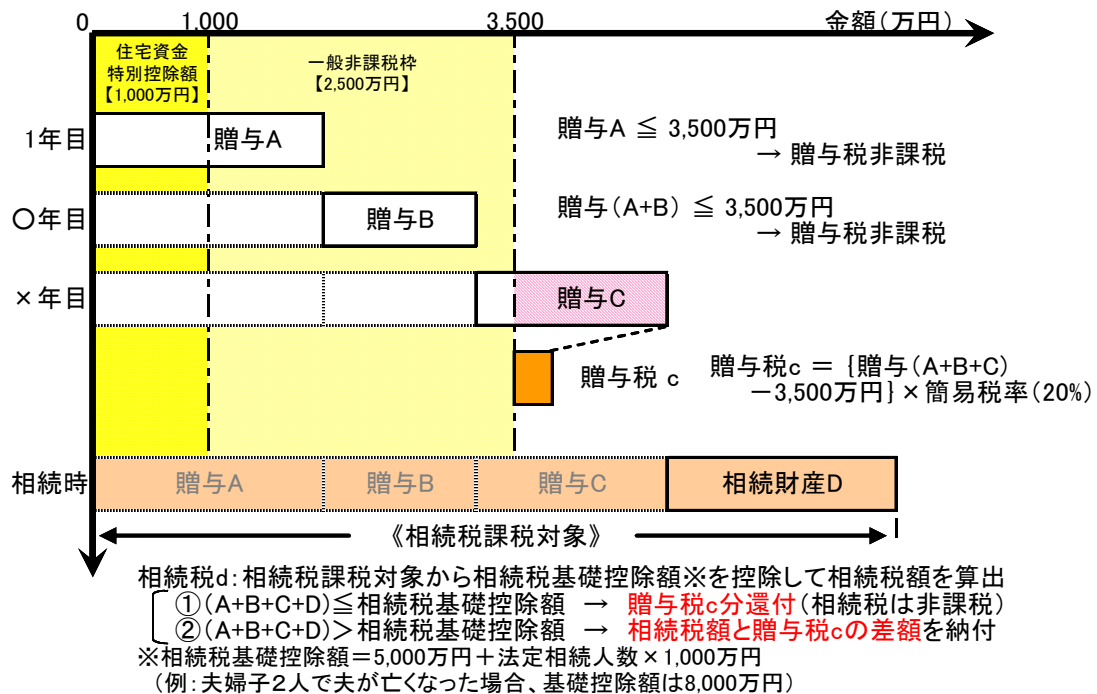 0 1,000 3,500 金額(万円)
住宅資金
特別控除額
【1,000万円】
一般非課税枠
【2,500万円】
1年目 贈与A 贈与A ≦ 3,500万円
→ 贈与税非課税
〇年目 贈与B 贈与(A+B) ≦ 3,500万円
→ 贈与税非課税
×年目 贈与C
贈与税 c 贈与税c = {贈与(A+B+C)
-3,500万円}×簡易税率(20%)
相続時 贈与A 贈与B 贈与C 相続財産D
《相続税課税対象》
相続税d:相続税課税対象から相続税基礎控除額※を控除して相続税額を算出
①(A+B+C+D)≦相続税基礎控除額 → 贈与税c分還付(相続税は非課税)
②(A+B+C+D)>相続税基礎控除額 → 相続税額と贈与税cの差額を納付
※相続税基礎控除額=5,000万円+法定相続人数×1,000万円
(例:夫婦子2人で夫が亡くなった場合、基礎控除額は8,000万円)